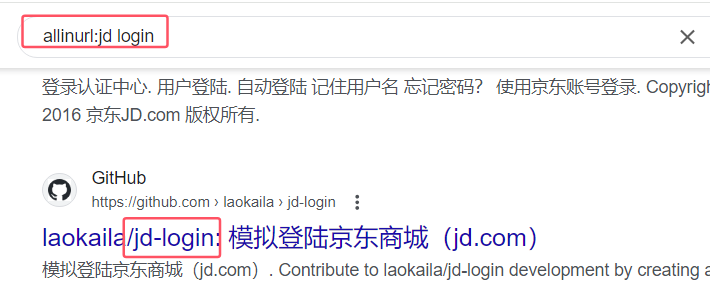 allinurl:jd login
登录认证中心. 用户登陆. 自动登陆 记住用户名 忘记密码？ 使用京东账号登录. Copyrig
2016 京东JD.com 版权所有.
GitHub
https://github.com › laokaila › jd-login
laokaila/jd-login: 模拟登陆京东商城（jd.com）
模拟登陆京东商城（jd.com）. Contribute to laokaila/jd-login development by creating a